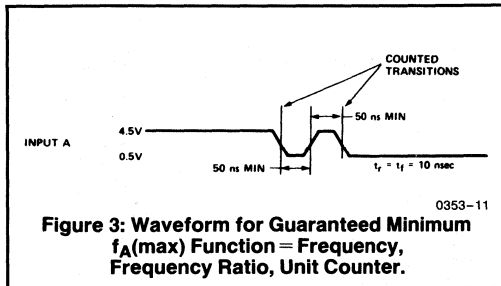 COUNTED
TRANSITIONS
50 ns MIN
INPUT A
4.5V
0.5V
50 ns MIN
tr = tf = 10 nsec
0353-11
Figure 3: Waveform for Guaranteed Minimum
fA(max) Function = Frequency,
Frequency Ratio, Unit Counter.